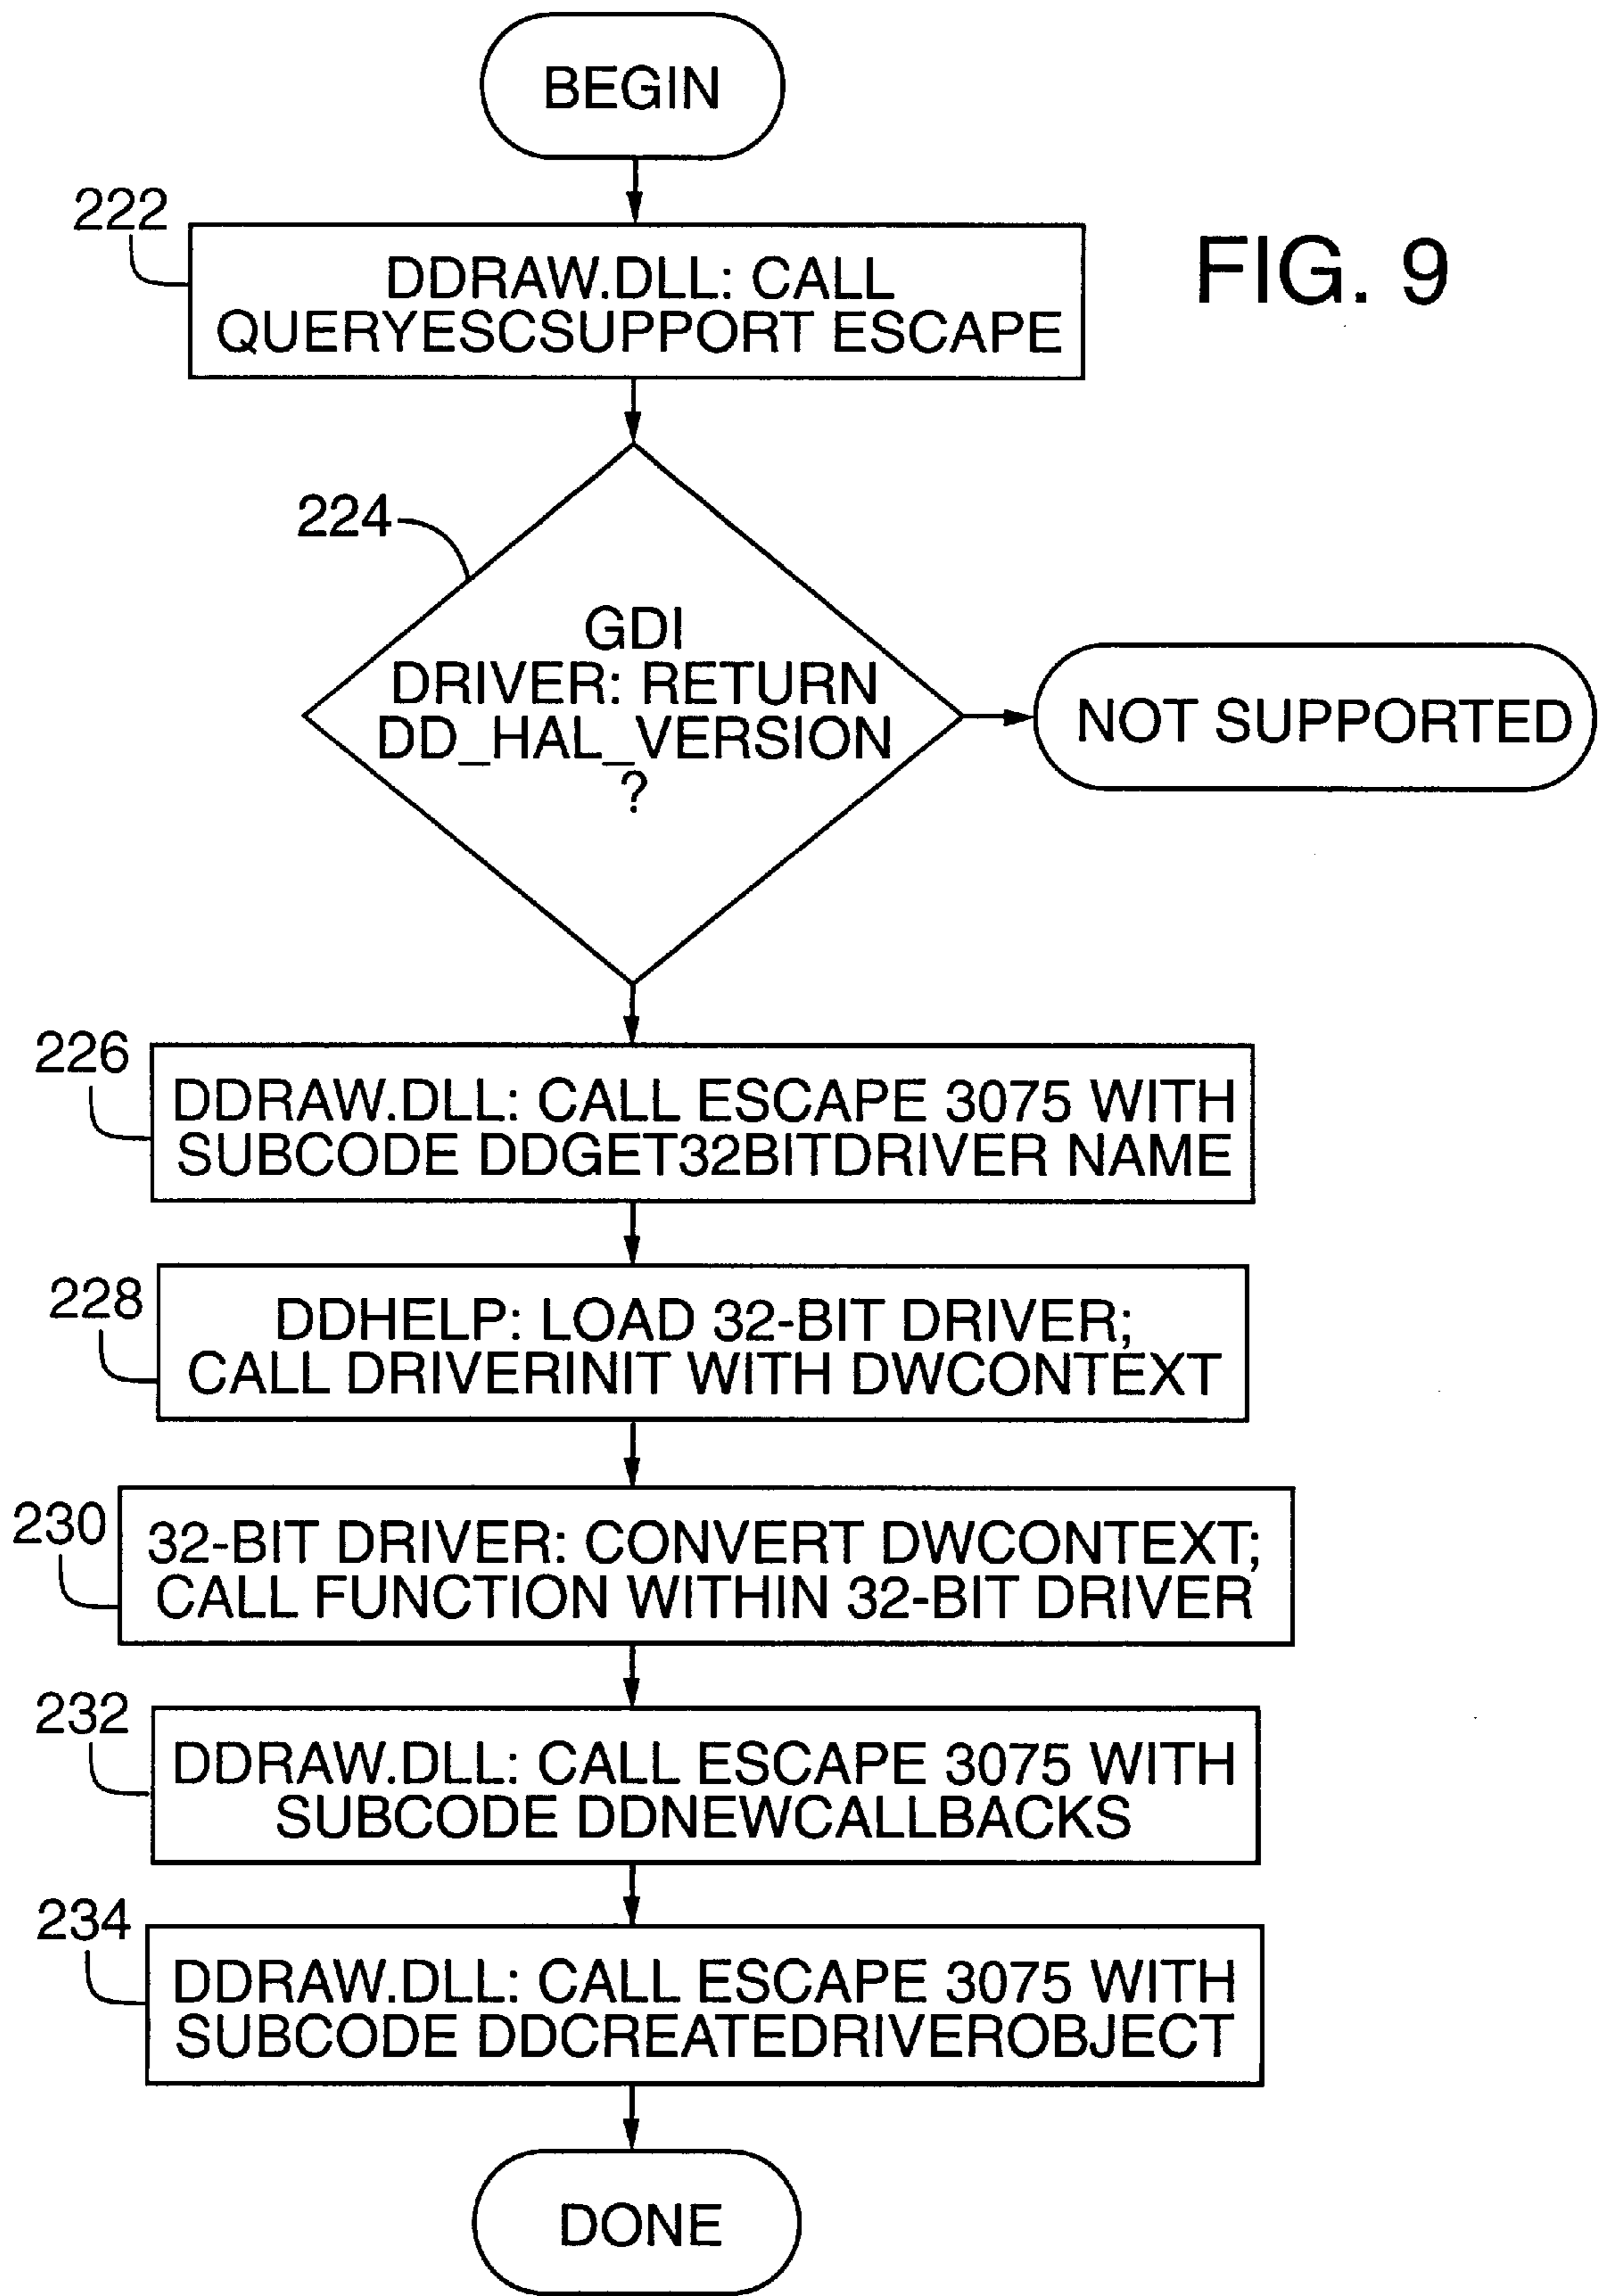 BEGIN
222
DDRAW.DLL: CALL
QUERYESCSUPPORT ESCAPE
FIG. 9
224
GDI
DRIVER: RETURN
DD_HAL_VERSION
?
NOT SUPPORTED
226
DDRAW.DLL: CALL ESCAPE 3075 WITH
SUBCODE DDGET32BITDRIVER NAME
228
DDHELP: LOAD 32-BIT DRIVER;
CALL DRIVERINIT WITH DWCONTEXT
230
32-BIT DRIVER: CONVERT DWCONTEXT;
CALL FUNCTION WITHIN 32-BIT DRIVER
232
DDRAW.DLL: CALL ESCAPE 3075 WITH
SUBCODE DDNEWCALLBACKS
234
DDRAW.DLL: CALL ESCAPE 3075 WITH
SUBCODE DDCREATEDRIVEROBJECT
DONE